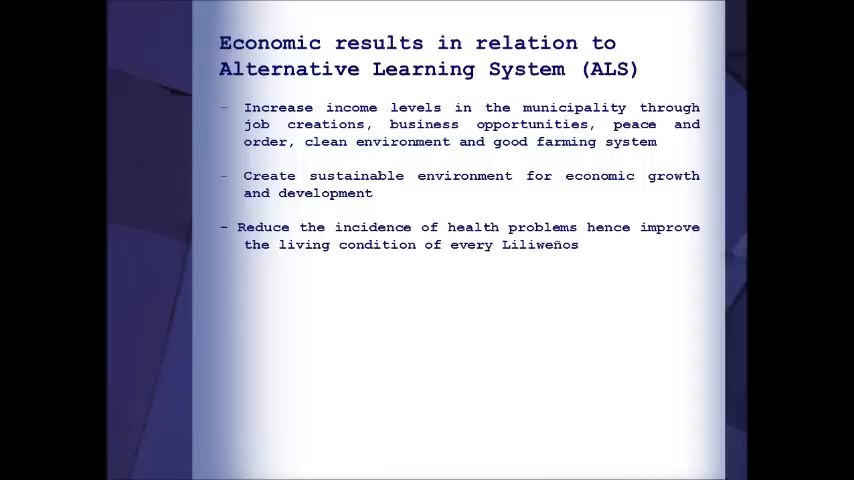 Economic results in relation to
Alternative Learning System (ALS)
– Increase income levels in the municipality through
job creations, business opportunities, peace and
order, clean environment and good farming system
– Create sustainable environment for economic growth
and development
– Reduce the incidence of health problems hence improve
the living condition of every Liliweños